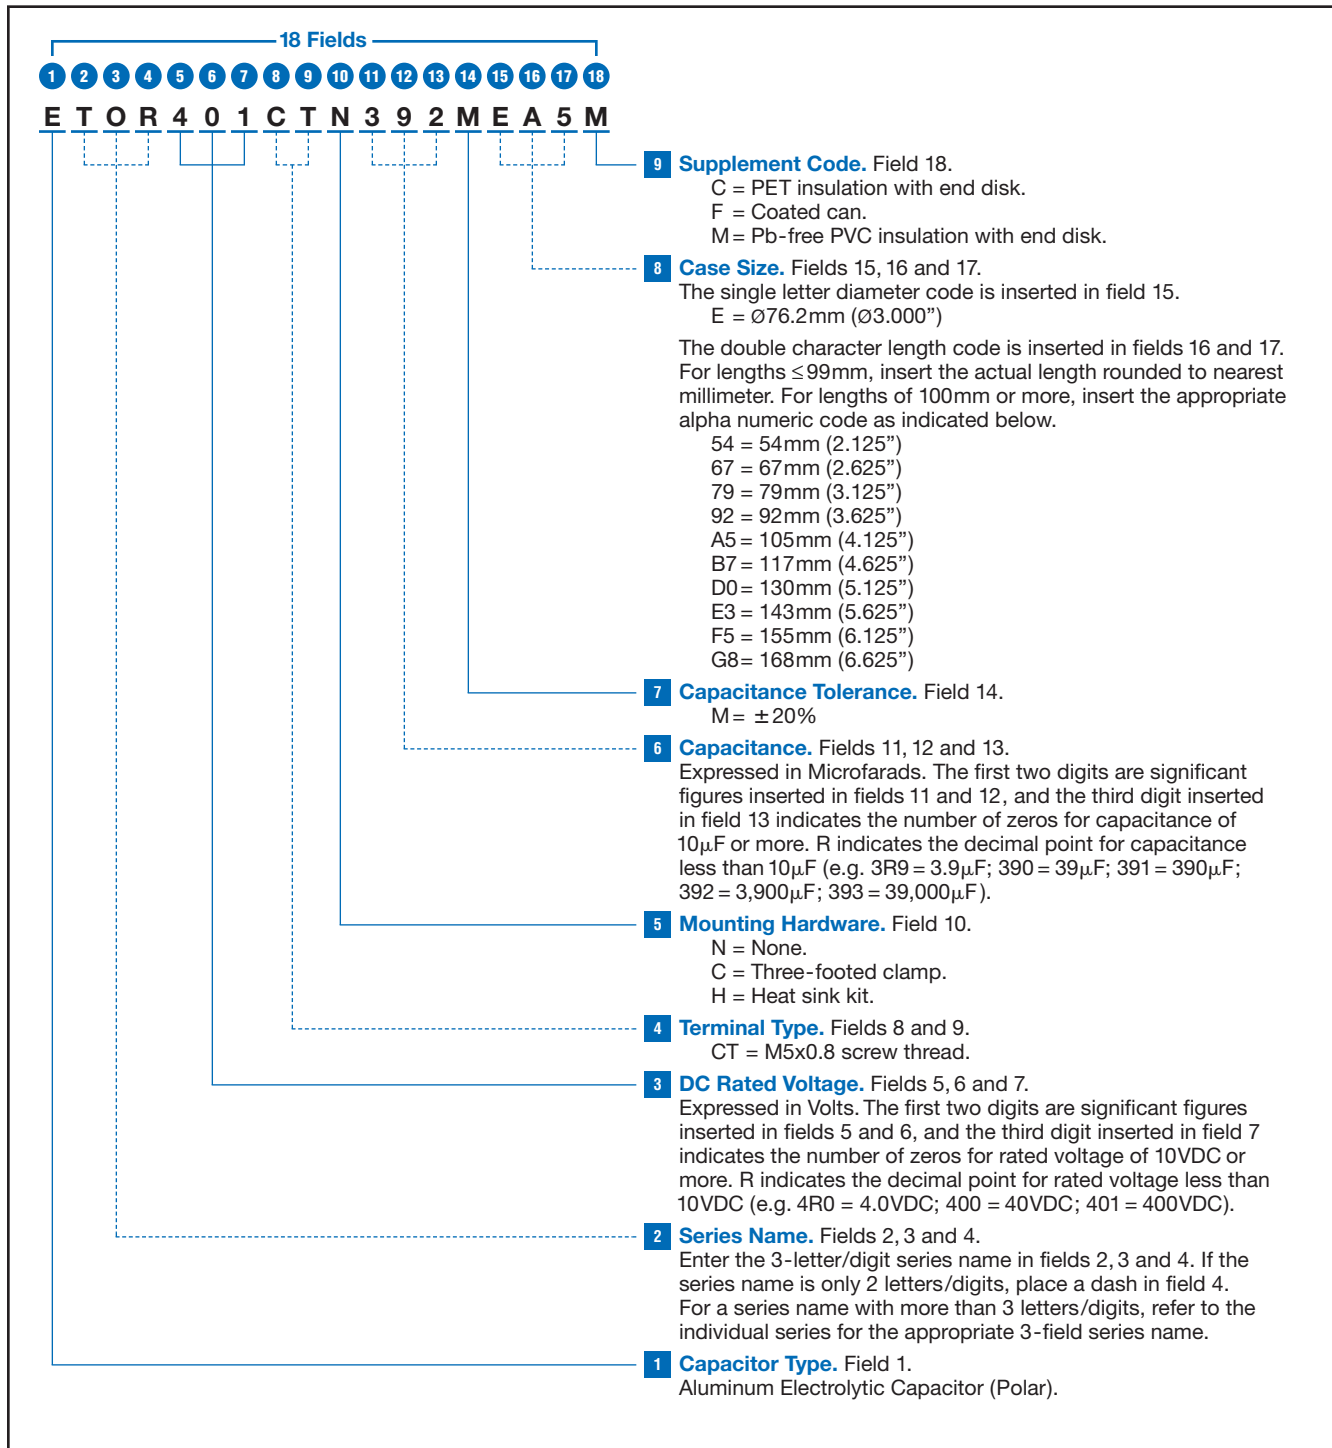 18 Fields
1 2 3 4 5 6 7 8 9 10 11 12 13 14 15 16 17 18
E T O R 4 0 1 C T N 3 9 2 M E A 5 M
9 Supplement Code. Field 18.
C = PET insulation with end disk.
F = Coated can.
M = Pb-free PVC insulation with end disk.
8 Case Size. Fields 15, 16 and 17.
The single letter diameter code is inserted in field 15.
E = Ø76.2mm (Ø3.000”)
The double character length code is inserted in fields 16 and 17.
For lengths ≤99mm, insert the actual length rounded to nearest
millimeter. For lengths of 100mm or more, insert the appropriate
alpha numeric code as indicated below.
54 = 54mm (2.125”)
67 = 67mm (2.625”)
79 = 79mm (3.125”)
92 = 92mm (3.625”)
A5 = 105mm (4.125”)
B7 = 117mm (4.625”)
D0 = 130mm (5.125”)
E3 = 143mm (5.625”)
F5 = 155mm (6.125”)
G8 = 168mm (6.625”)
7 Capacitance Tolerance. Field 14.
M = ±20%
6 Capacitance. Fields 11, 12 and 13.
Expressed in Microfarads. The first two digits are significant
figures inserted in fields 11 and 12, and the third digit inserted
in field 13 indicates the number of zeros for capacitance of
10µF or more. R indicates the decimal point for capacitance
less than 10µF (e.g. 3R9 = 3.9µF; 390 = 39µF; 391 = 390µF;
392 = 3,900µF; 393 = 39,000µF).
5 Mounting Hardware. Field 10.
N = None.
C = Three-footed clamp.
H = Heat sink kit.
4 Terminal Type. Fields 8 and 9.
CT = M5x0.8 screw thread.
3 DC Rated Voltage. Fields 5, 6 and 7.
Expressed in Volts. The first two digits are significant figures
inserted in fields 5 and 6, and the third digit inserted in field 7
indicates the number of zeros for rated voltage of 10VDC or
more. R indicates the decimal point for rated voltage less than
10VDC (e.g. 4R0 = 4.0VDC; 400 = 40VDC; 401 = 400VDC).
2 Series Name. Fields 2, 3 and 4.
Enter the 3-letter/digit series name in fields 2, 3 and 4. If the
series name is only 2 letters/digits, place a dash in field 4.
For a series name with more than 3 letters/digits, refer to the
individual series for the appropriate 3-field series name.
1 Capacitor Type. Field 1.
Aluminum Electrolytic Capacitor (Polar).